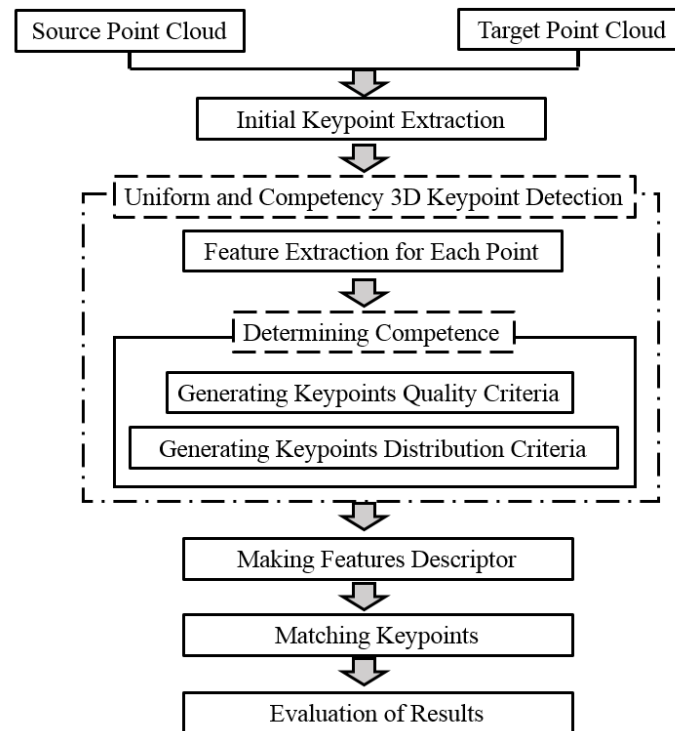 Source Point Cloud
Target Point Cloud
Initial Keypoint Extraction
Uniform and Competency 3D Keypoint Detection
Feature Extraction for Each Point
Determining Competence
Generating Keypoints Quality Criteria
Generating Keypoints Distribution Criteria
Making Features Descriptor
Matching Keypoints
Evaluation of Results